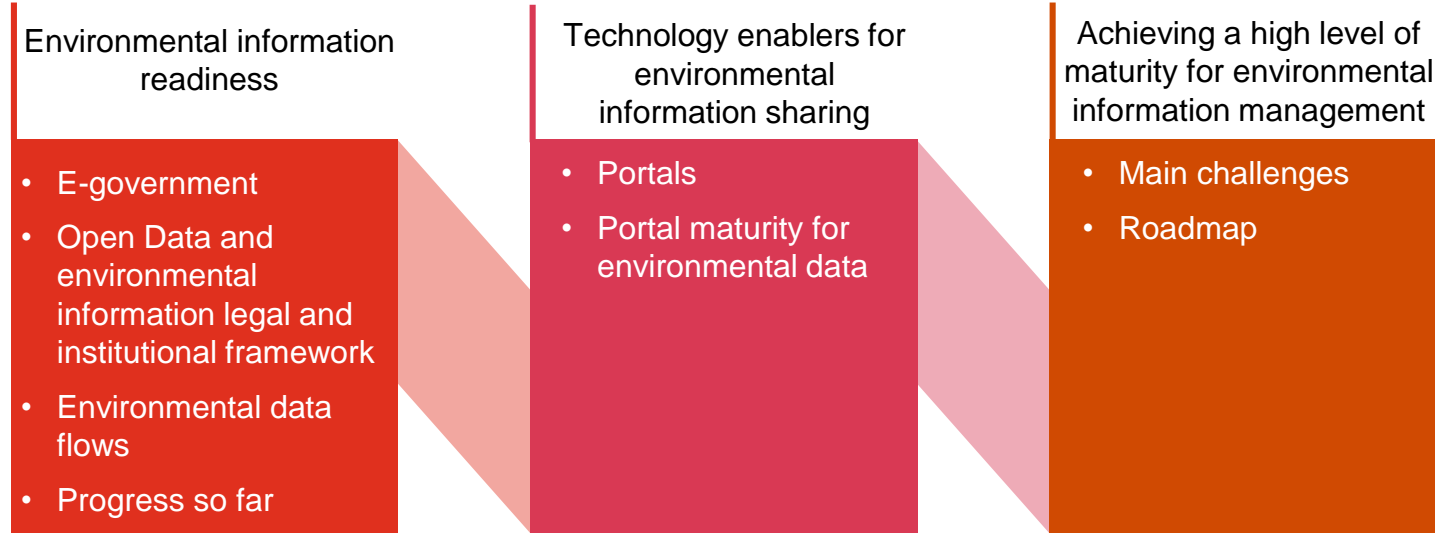 Environmental information
readiness
• E-government
• Open Data and
environmental
information legal and
institutional framework
• Environmental data
flows
• Progress so far
Technology enablers for
environmental
information sharing
• Portals
• Portal maturity for
environmental data
Achieving a high level of
maturity for environmental
information management
• Main challenges
• Roadmap